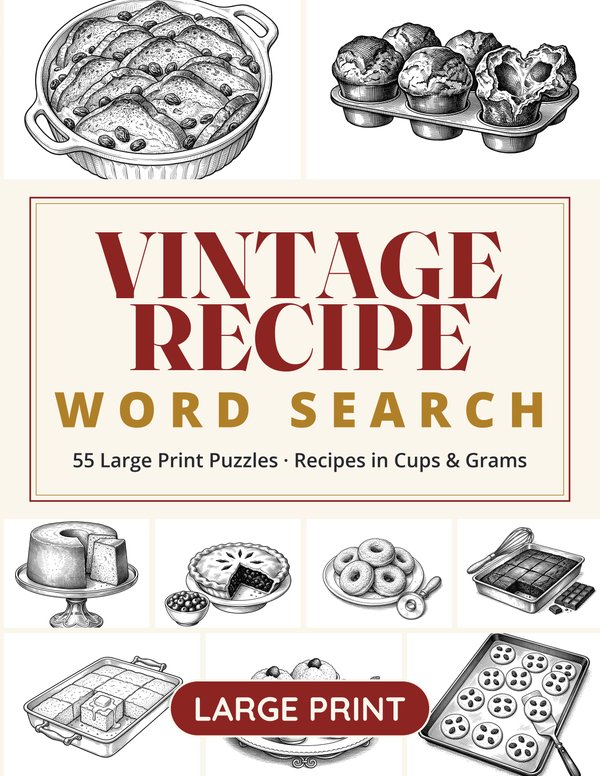 VINTAGE
RECIPE
WORD SEARCH
55 Large Print Puzzles · Recipes in Cups & Grams
LARGE PRINT